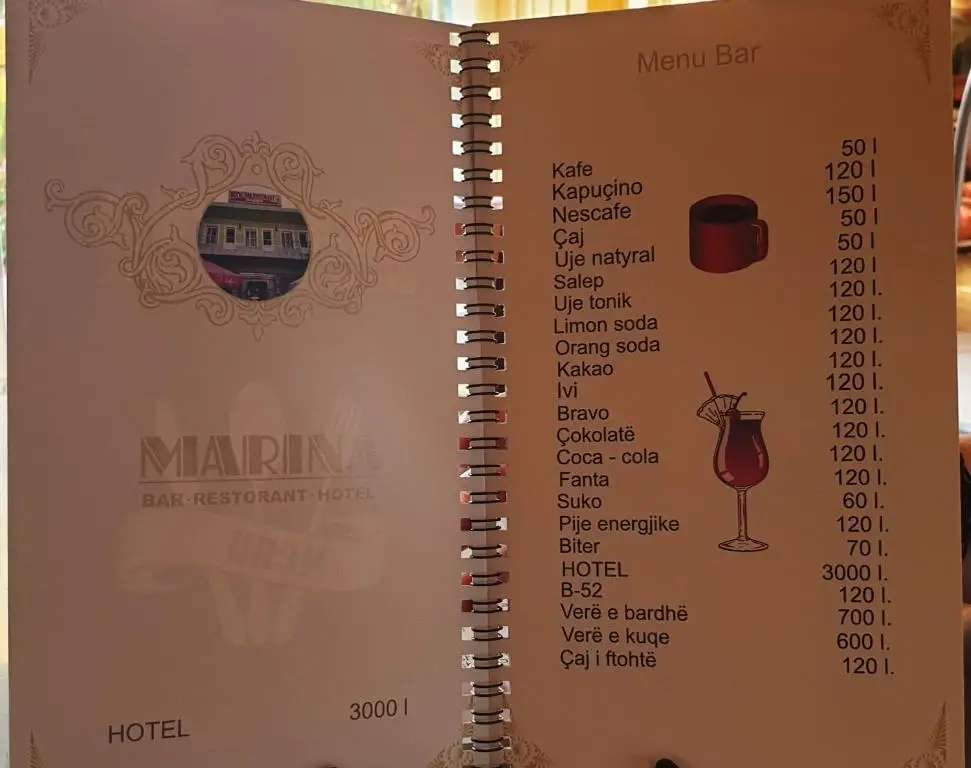 MARINA
BAR·RESTORANT·HOTEL
HOTEL 3000 l
Menu Bar
Kafe 50 l
Kapuçino 120 l
Nescafe 150 l
Çaj 50 l
Uje natyral 50 l
Salep 120 l
Uje tonik 120 l.
Limon soda 120 l.
Orang soda 120 l.
Kakao 120 l.
Ivi 120 l.
Bravo 120 l.
Çokolatë 120 l.
Coca - cola 120 l.
Fanta 120 l.
Suko 60 l.
Pije energjike 120 l.
Biter 70 l.
HOTEL 3000 l.
B-52 120 l.
Verë e bardhë 700 l.
Verë e kuqe 600 l.
Çaj i ftohtë 120 l.